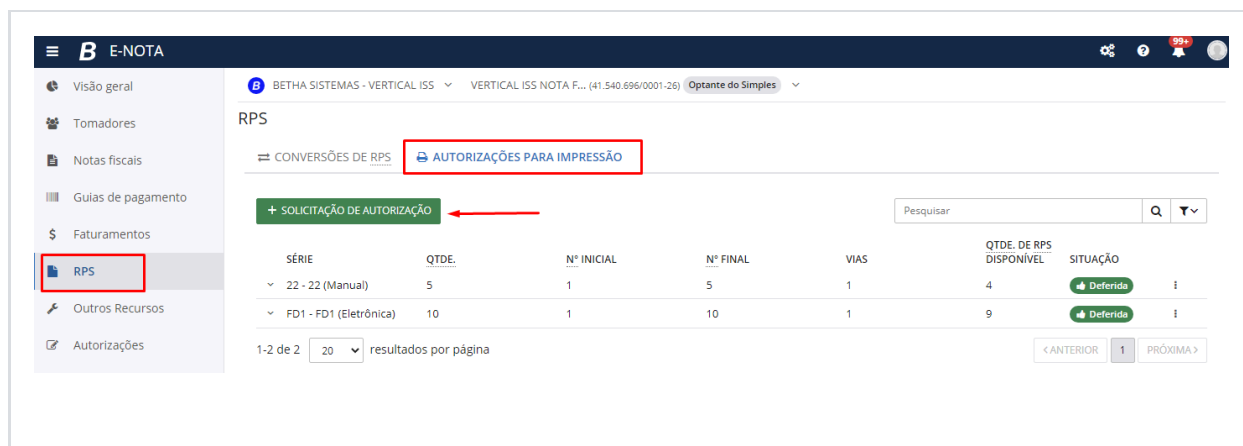 B E-NOTA
99+
Visão geral
Tomadores
Notas fiscais
Guias de pagamento
Faturamentos
RPS
Outros Recursos
Autorizações
B BETHA SISTEMAS - VERTICAL ISS VERTICAL ISS NOTA F... (41.540.696/0001-26) Optante do Simples
RPS
CONVERSÕES DE RPS AUTORIZAÇÕES PARA IMPRESSÃO
+ SOLICITAÇÃO DE AUTORIZAÇÃO Pesquisar
SÉRIE QTDE. Nº INICIAL Nº FINAL VIAS QTDE. DE RPS DISPONÍVEL SITUAÇÃO
22 - 22 (Manual) 5 1 5 1 4 Deferida
FD1 - FD1 (Eletrônica) 10 1 10 1 9 Deferida
1-2 de 2 20 resultados por página <ANTERIOR 1 PRÓXIMA>